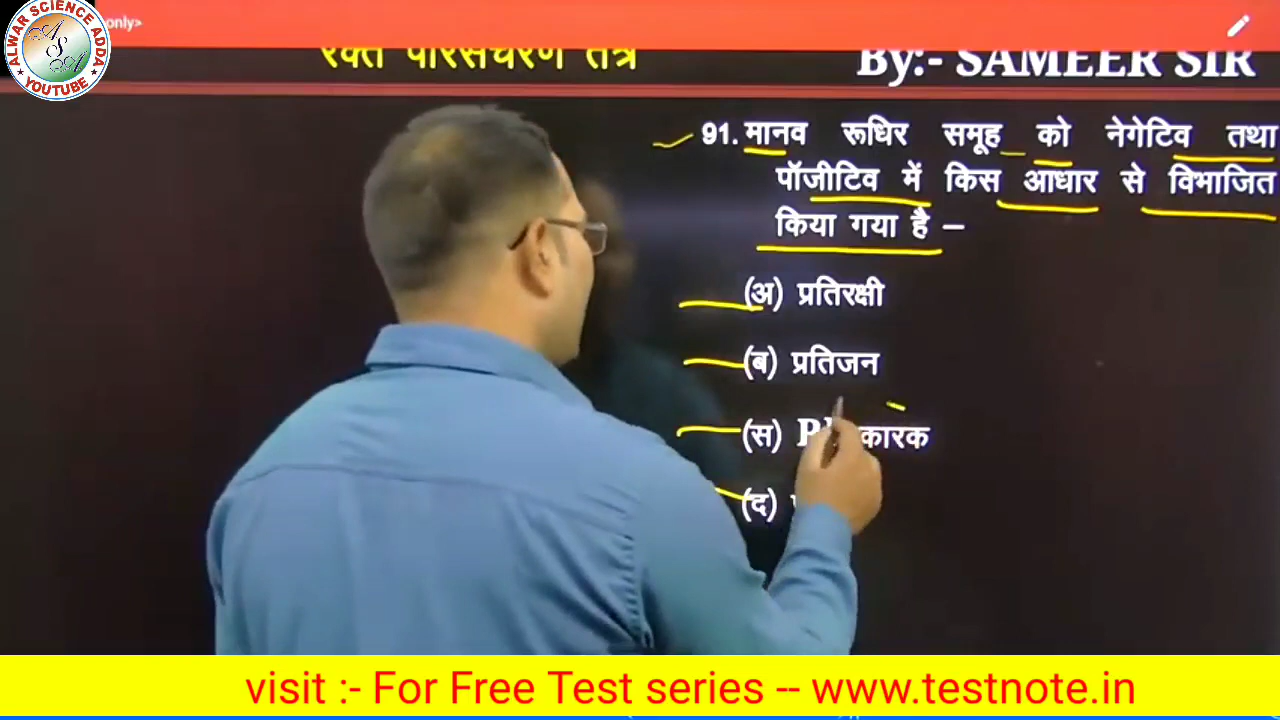 ALWAR SCIENCE ADDA
ASA
YOUTUBE
only>
रक्त परिसंचरण तंत्र
By:- SAMEER SIR
91. मानव रूधिर समूह को नेगेटिव तथा
पॉजीटिव में किस आधार से विभाजित
किया गया है –
(अ) प्रतिरक्षी
(ब) प्रतिजन
(स) कारक
(द)
visit :- For Free Test series -- www.testnote.in